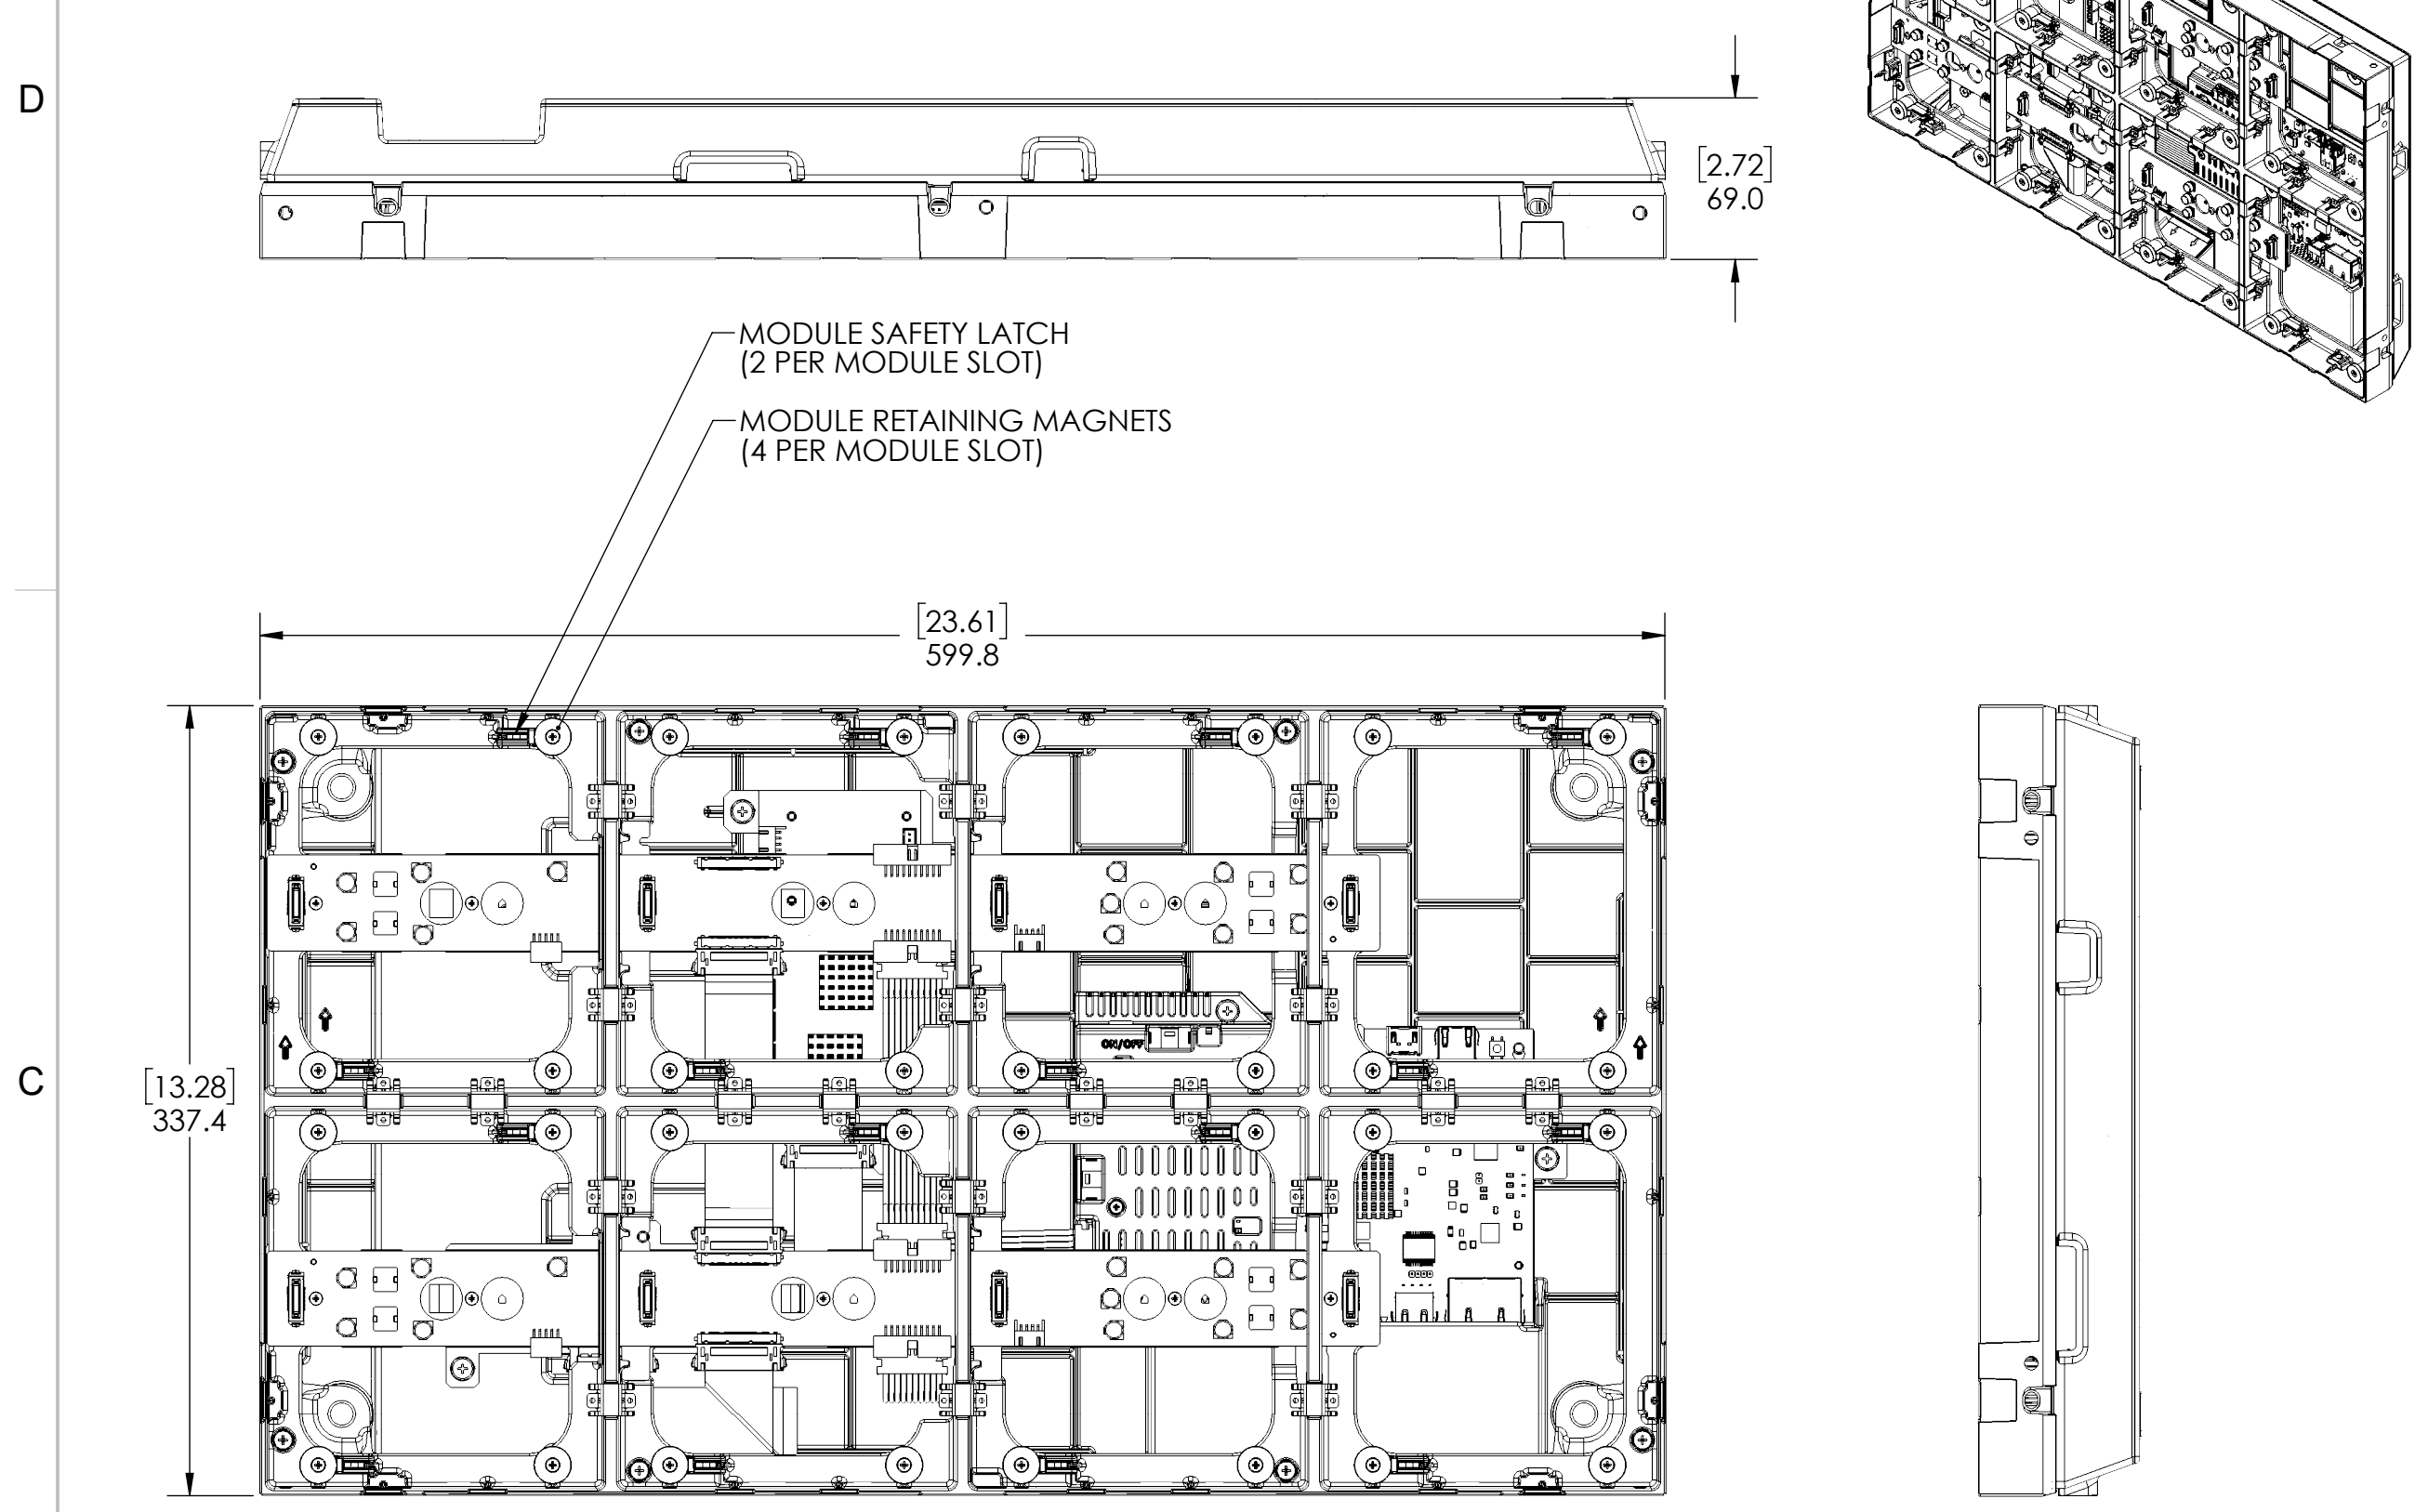 D
[2.72]
69.0
MODULE SAFETY LATCH
(2 PER MODULE SLOT)
MODULE RETAINING MAGNETS
(4 PER MODULE SLOT)
[23.61]
599.8
ON/OFF
C
[13.28]
337.4